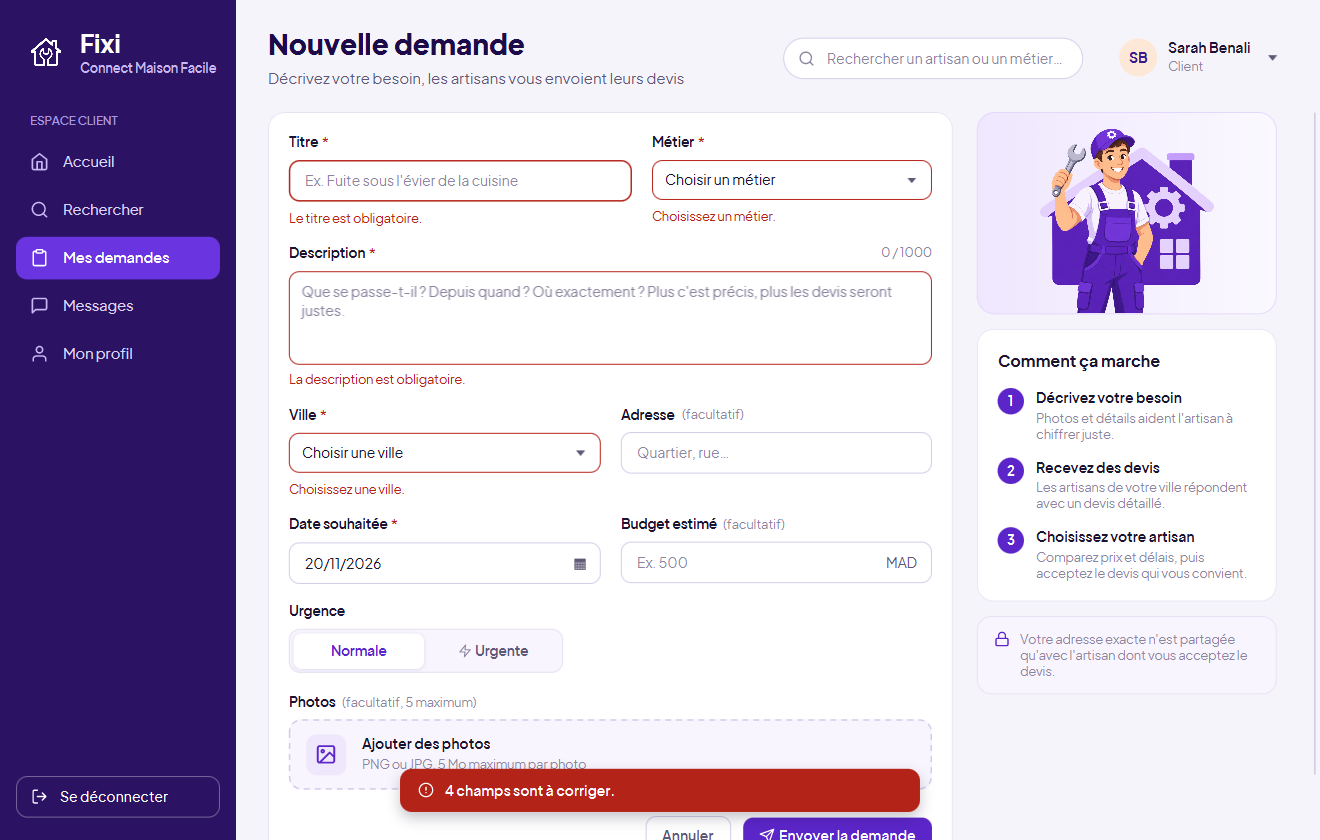 Fixi
Connect Maison Facile
ESPACE CLIENT
Accueil
Rechercher
Mes demandes
Messages
Mon profil
Se déconnecter
Nouvelle demande
Décrivez votre besoin, les artisans vous envoient leurs devis
Rechercher un artisan ou un métier...
SB
Sarah Benali
Client
Titre *
Ex. Fuite sous l'évier de la cuisine
Le titre est obligatoire.
Métier *
Choisir un métier
Choisissez un métier.
Description *
0 / 1000
Que se passe-t-il ? Depuis quand ? Où exactement ? Plus c'est précis, plus les devis seront
justes.
La description est obligatoire.
Ville *
Choisir une ville
Choisissez une ville.
Adresse (facultatif)
Quartier, rue...
Date souhaitée *
20/11/2026
Budget estimé (facultatif)
Ex. 500
MAD
Urgence
Normale
Urgente
Photos (facultatif, 5 maximum)
Ajouter des photos
PNG ou JPG, 5 Mo maximum par photo
4 champs sont à corriger.
Annuler
Envoyer la demande
Comment ça marche
1
Décrivez votre besoin
Photos et détails aident l'artisan à
chiffrer juste.
2
Recevez des devis
Les artisans de votre ville répondent
avec un devis détaillé.
3
Choisissez votre artisan
Comparez prix et délais, puis
acceptez le devis qui vous convient.
Votre adresse exacte n'est partagée
qu'avec l'artisan dont vous acceptez le
devis.